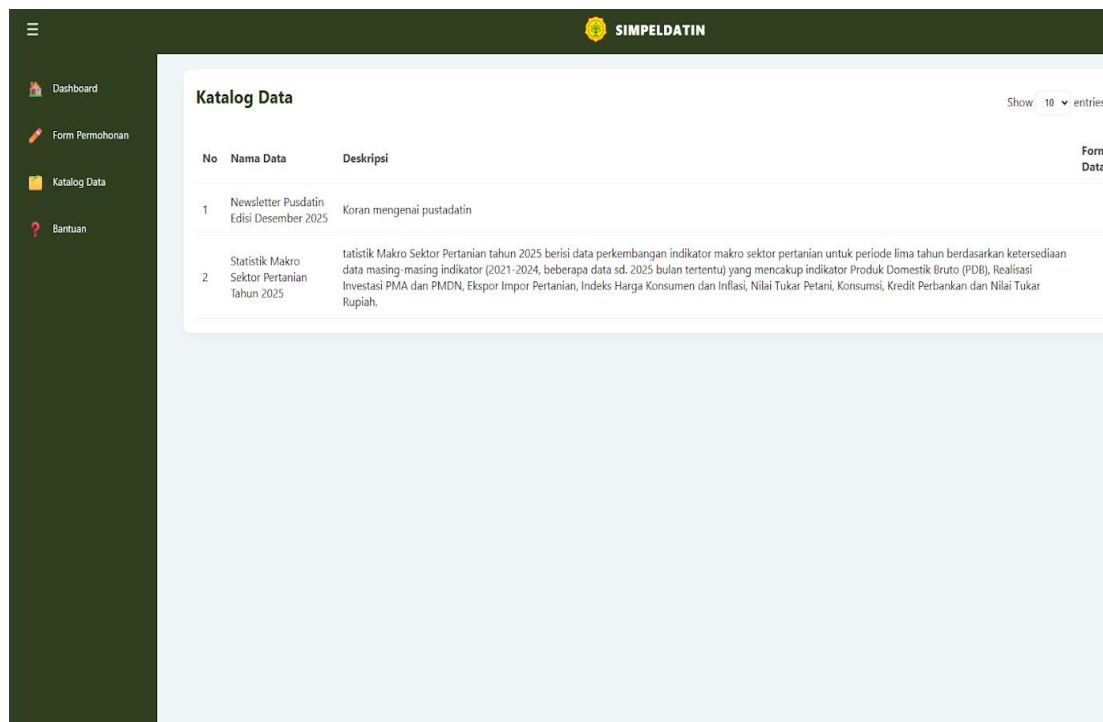 SIMPELDATIN
Dashboard
Form Permohonan
Katalog Data
Bantuan
Katalog Data
Show 10 entries
No Nama Data Deskripsi Form
Data
1 Newsletter Pusdatin
Edisi Desember 2025
Koran mengenai pustadatin
2 Statistik Makro
Sektor Pertanian
Tahun 2025
tatistik Makro Sektor Pertanian tahun 2025 berisi data perkembangan indikator makro sektor pertanian untuk periode lima tahun berdasarkan ketersediaan
data masing-masing indikator (2021-2024, beberapa data sd. 2025 bulan tertentu) yang mencakup indikator Produk Domestik Bruto (PDB), Realisasi
Investasi PMA dan PMDN, Ekspor Impor Pertanian, Indeks Harga Konsumen dan Inflasi, Nilai Tukar Petani, Konsumsi, Kredit Perbankan dan Nilai Tukar
Rupiah.